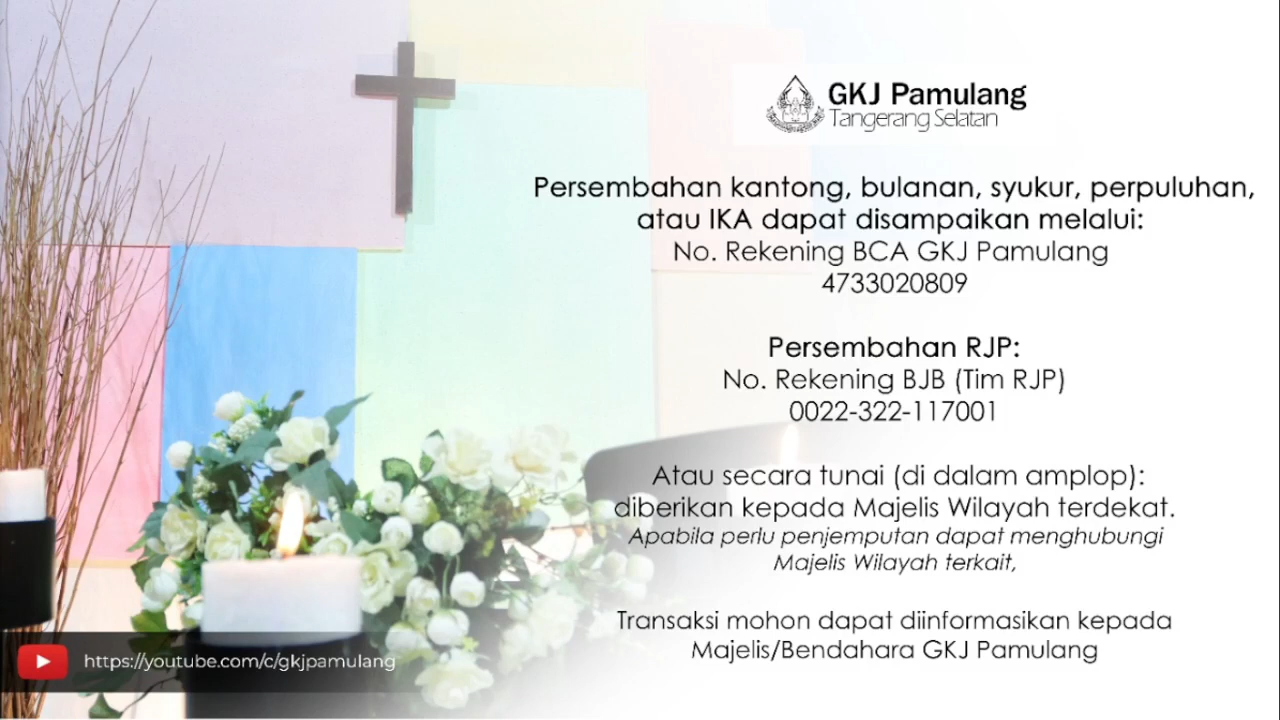 GKJ Pamulang
Tangerang Selatan
Persembahan kantong, bulanan, syukur, perpuluhan,
atau IKA dapat disampaikan melalui:
No. Rekening BCA GKJ Pamulang
4733020809
Persembahan RJP:
No. Rekening BJB (Tim RJP)
0022-322-117001
Atau secara tunai (di dalam amplop):
diberikan kepada Majelis Wilayah terdekat.
Apabila perlu penjemputan dapat menghubungi
Majelis Wilayah terkait,
Transaksi mohon dapat diinformasikan kepada
Majelis/Bendahara GKJ Pamulang
https://youtube.com/c/gkjpamulang